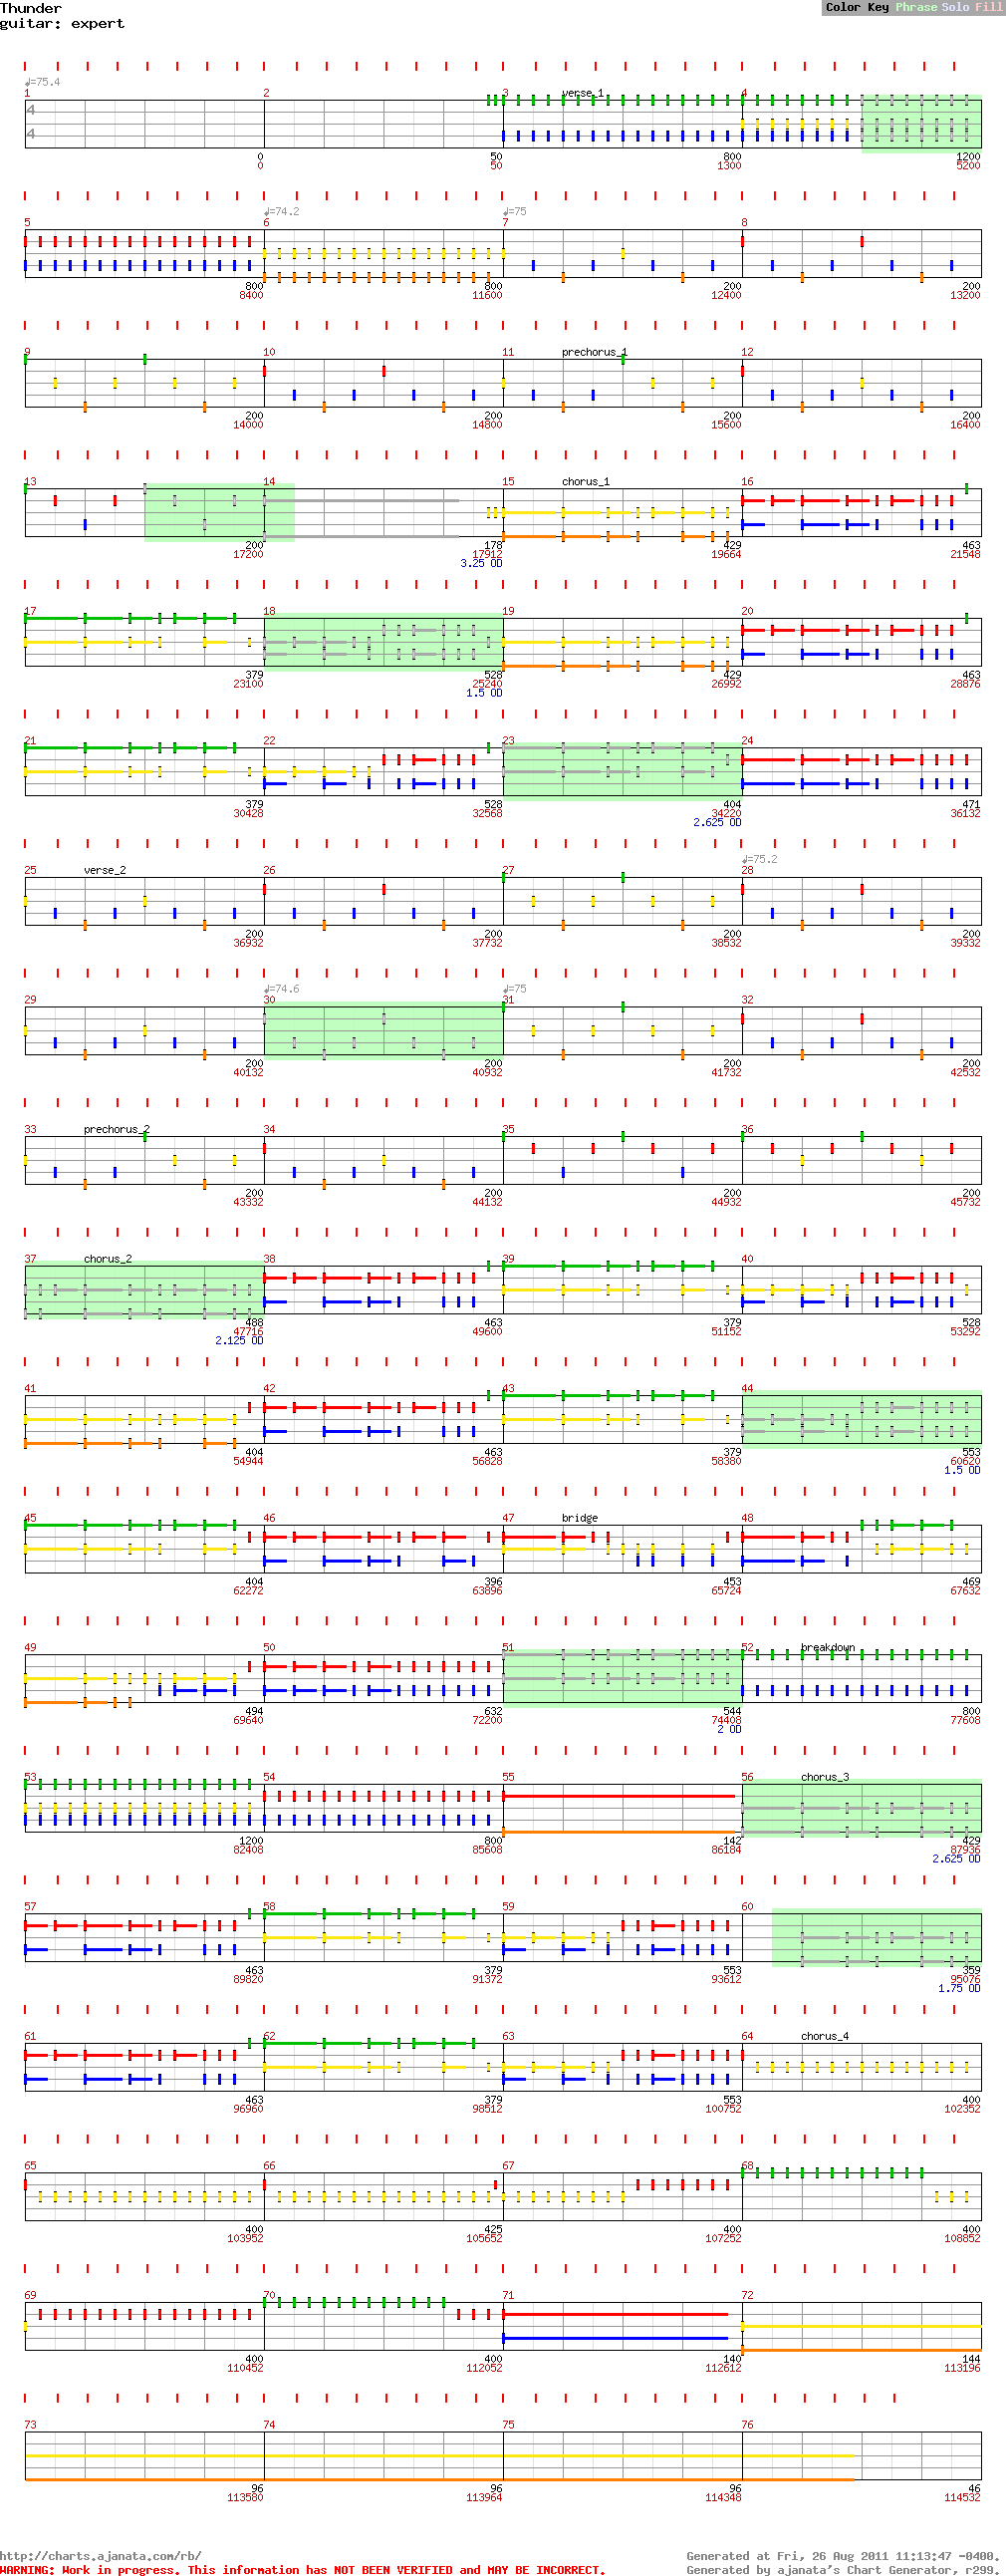 Thunder
Color Key Phrase Solo Fill
guitar: expert
♩=75.4
1 2 3 verse_1 4
4
4
0 50 800 1200
0 50 1300 5200
♩=74.2 ♩=75
5 6 7 8
800 800 200 200
8400 11600 12400 13200
9 10 11 prechorus_1 12
200 200 200 200
14000 14800 15600 16400
13 14 15 chorus_1 16
200 178 429 463
17200 17912 19664 21548
3.25 OD
17 18 19 20
379 528 429 463
23100 25240 26992 28876
1.5 OD
21 22 23 24
379 528 404 471
30428 32568 34220 36132
2.625 OD
♩=75.2
25 verse_2 26 27 28
200 200 200 200
36932 37732 38532 39332
♩=74.6 ♩=75
29 30 31 32
200 200 200 200
40132 40932 41732 42532
33 prechorus_2 34 35 36
200 200 200 200
43332 44132 44932 45732
37 chorus_2 38 39 40
488 463 379 528
47716 49600 51152 53292
2.125 OD
41 42 43 44
404 463 379 553
54944 56828 58380 60620
1.5 OD
45 46 47 bridge 48
404 396 453 469
62272 63896 65724 67632
49 50 51 52 breakdown
494 632 544 800
69640 72200 74408 77608
2 OD
53 54 55 56 chorus_3
1200 800 142 429
82408 85608 86184 87936
2.625 OD
57 58 59 60
463 379 553 359
89820 91372 93612 95076
1.75 OD
61 62 63 64 chorus_4
463 379 553 400
96960 98512 100752 102352
65 66 67 68
400 425 400 400
103952 105652 107252 108852
69 70 71 72
400 400 140 144
110452 112052 112612 113196
73 74 75 76
96 96 96 46
113580 113964 114348 114532
http://charts.ajanata.com/rb/
Generated at Fri, 26 Aug 2011 11:13:47 -0400.
WARNING: Work in progress. This information has NOT BEEN VERIFIED and MAY BE INCORRECT.
Generated by ajanata's Chart Generator, r299.